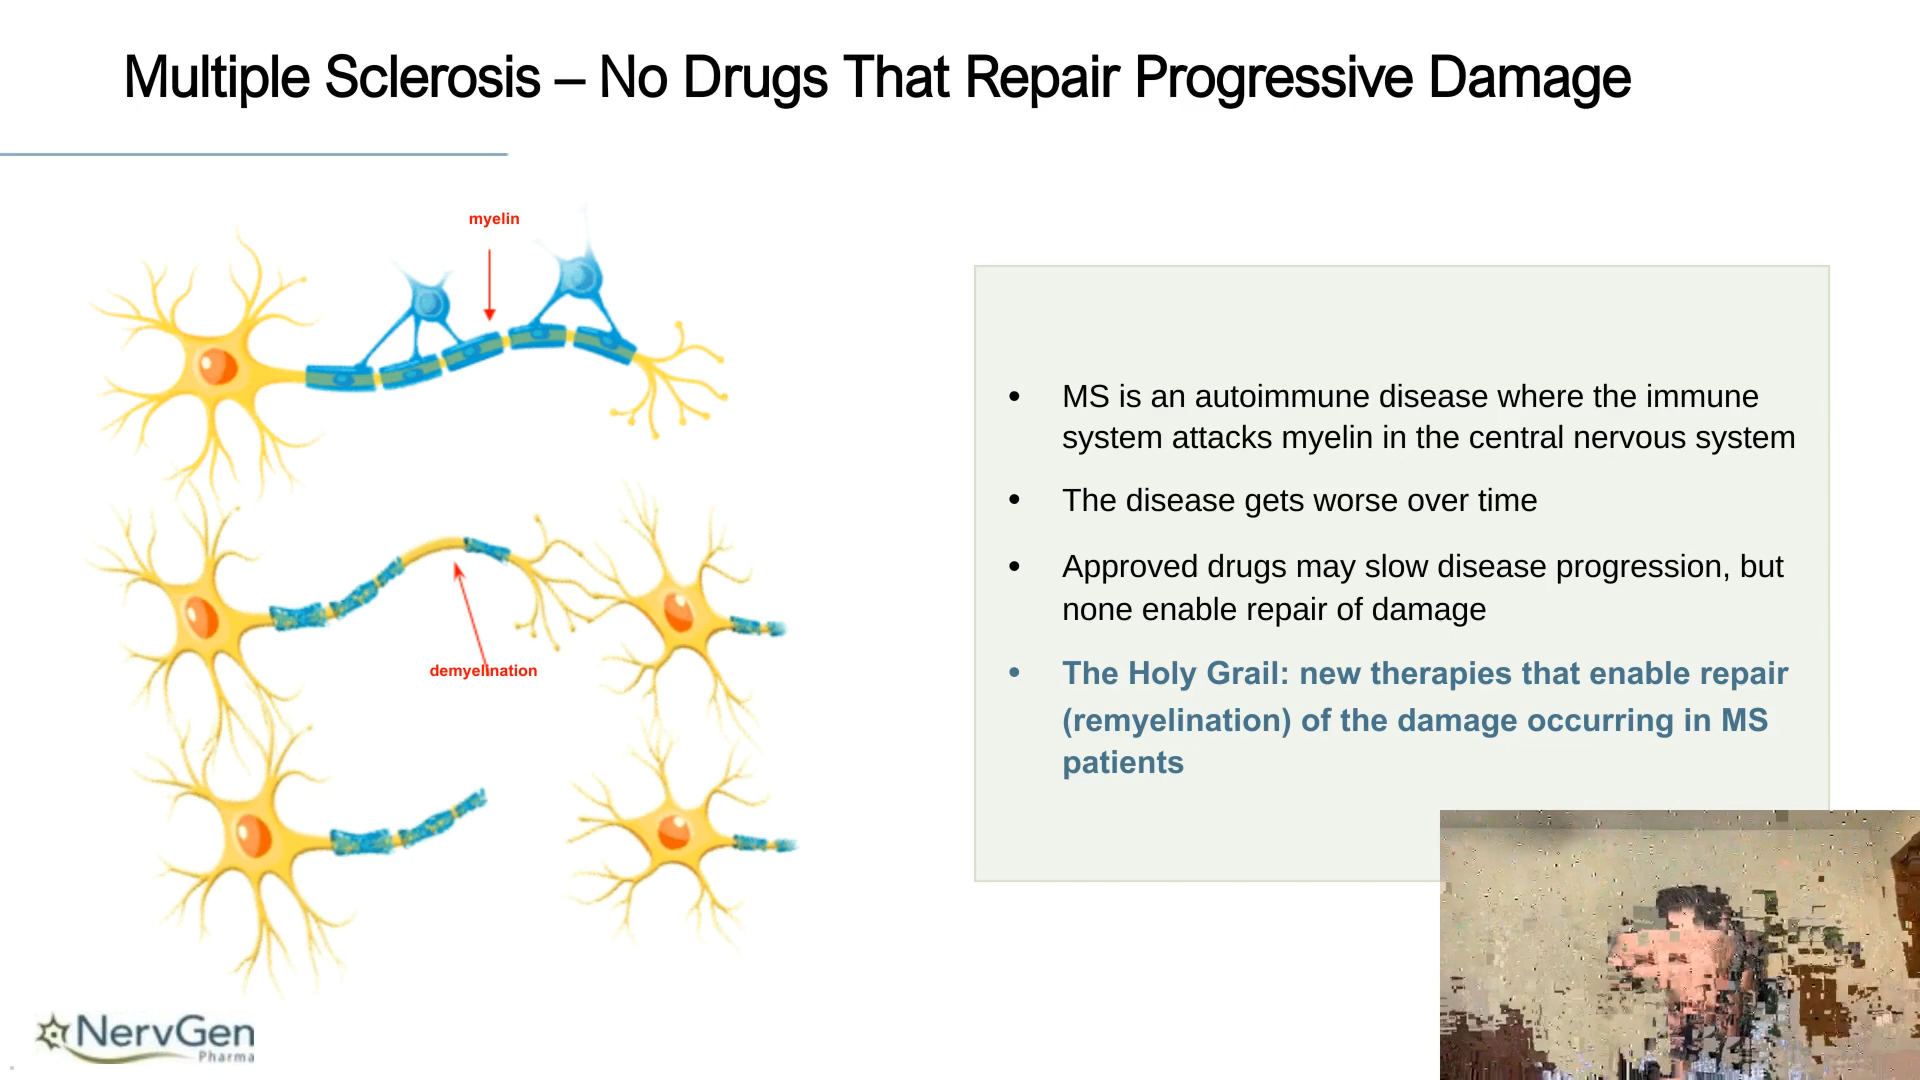 Multiple Sclerosis – No Drugs That Repair Progressive Damage
myelin
demyelination
• MS is an autoimmune disease where the immune
system attacks myelin in the central nervous system
• The disease gets worse over time
• Approved drugs may slow disease progression, but
none enable repair of damage
• The Holy Grail: new therapies that enable repair
(remyelination) of the damage occurring in MS
patients
NervGen
Pharma